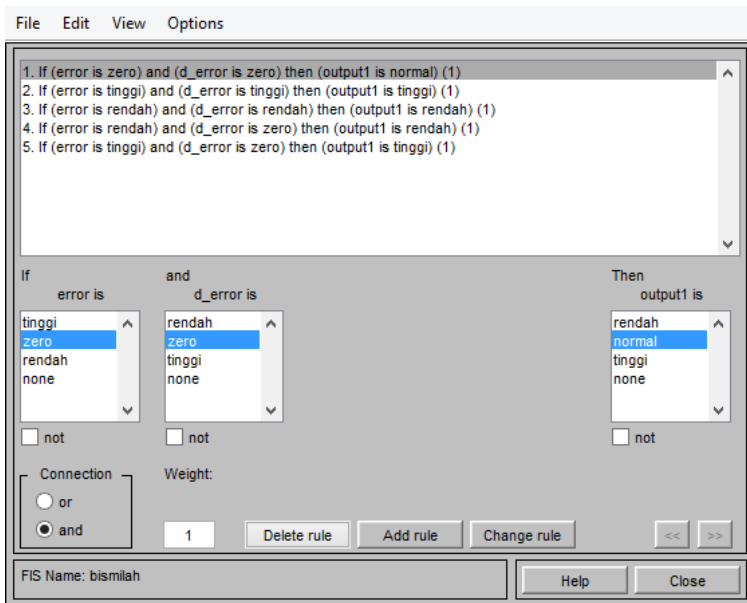 File Edit View Options
1. If (error is zero) and (d_error is zero) then (output1 is normal) (1)
2. If (error is tinggi) and (d_error is tinggi) then (output1 is tinggi) (1)
3. If (error is rendah) and (d_error is rendah) then (output1 is rendah) (1)
4. If (error is rendah) and (d_error is zero) then (output1 is rendah) (1)
5. If (error is tinggi) and (d_error is zero) then (output1 is tinggi) (1)
If and Then
error is d_error is output1 is
tinggi rendah rendah
zero zero normal
rendah tinggi tinggi
none none none
not not not
Connection Weight:
or
and 1 Delete rule Add rule Change rule << >>
FIS Name: bismilah Help Close